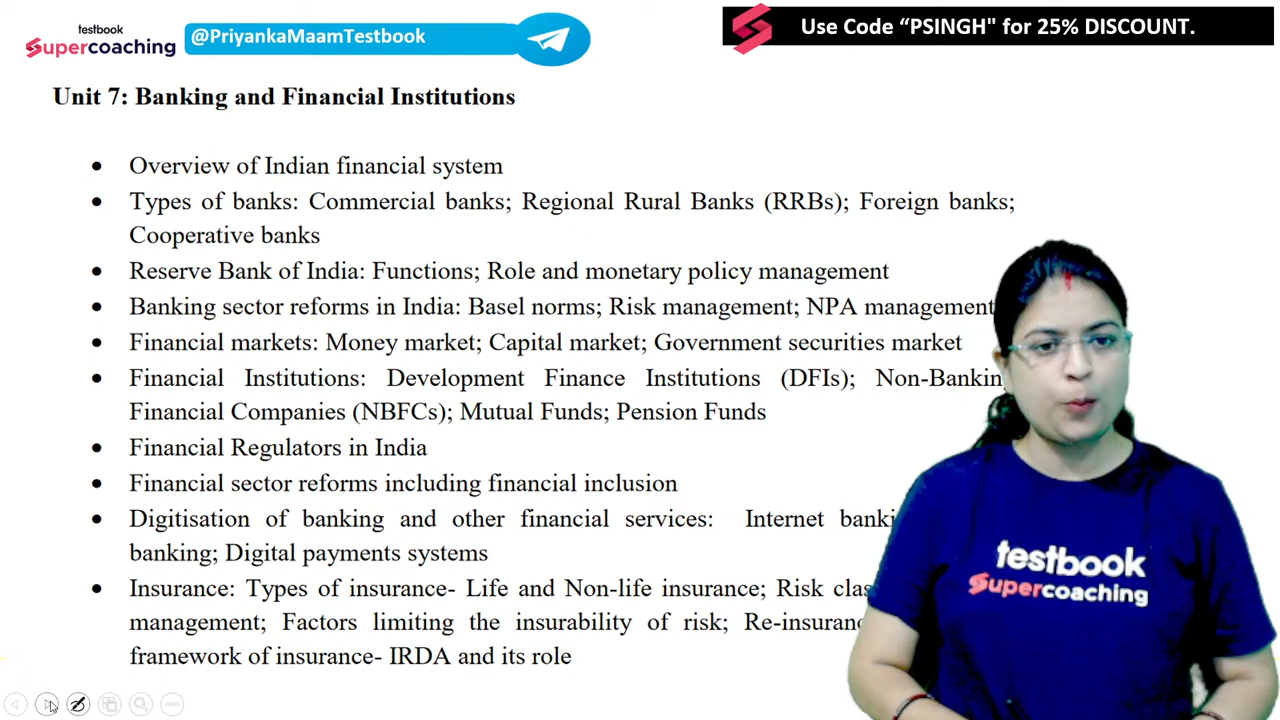 testbook
Supercoaching
@PriyankaMaamTestbook
Use Code “PSINGH" for 25% DISCOUNT.
Unit 7: Banking and Financial Institutions
• Overview of Indian financial system
• Types of banks: Commercial banks; Regional Rural Banks (RRBs); Foreign banks;
Cooperative banks
• Reserve Bank of India: Functions; Role and monetary policy management
• Banking sector reforms in India: Basel norms; Risk management; NPA management
• Financial markets: Money market; Capital market; Government securities market
• Financial Institutions: Development Finance Institutions (DFIs); Non-Banking
Financial Companies (NBFCs); Mutual Funds; Pension Funds
• Financial Regulators in India
• Financial sector reforms including financial inclusion
• Digitisation of banking and other financial services: Internet
banking; Digital payments systems
• Insurance: Types of insurance- Life and Non-life insurance; Risk
management; Factors limiting the insurability of risk;
framework of insurance- IRDA and its role
testbook
Supercoaching